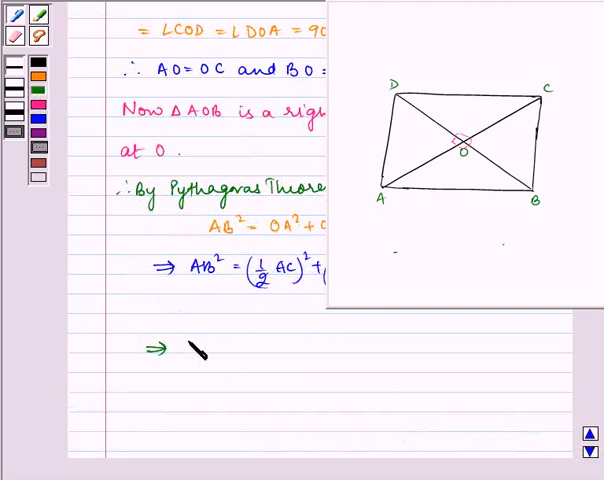 = ∠COD = ∠DOA = 90
∴ AO = OC and BO =
Now ΔAOB is a righ
at O.
∴ By Pythagoras Theore
AB² = OA² + O
⇒ AB² = (1/2 AC)² + (
⇒
D
C
O
A
B